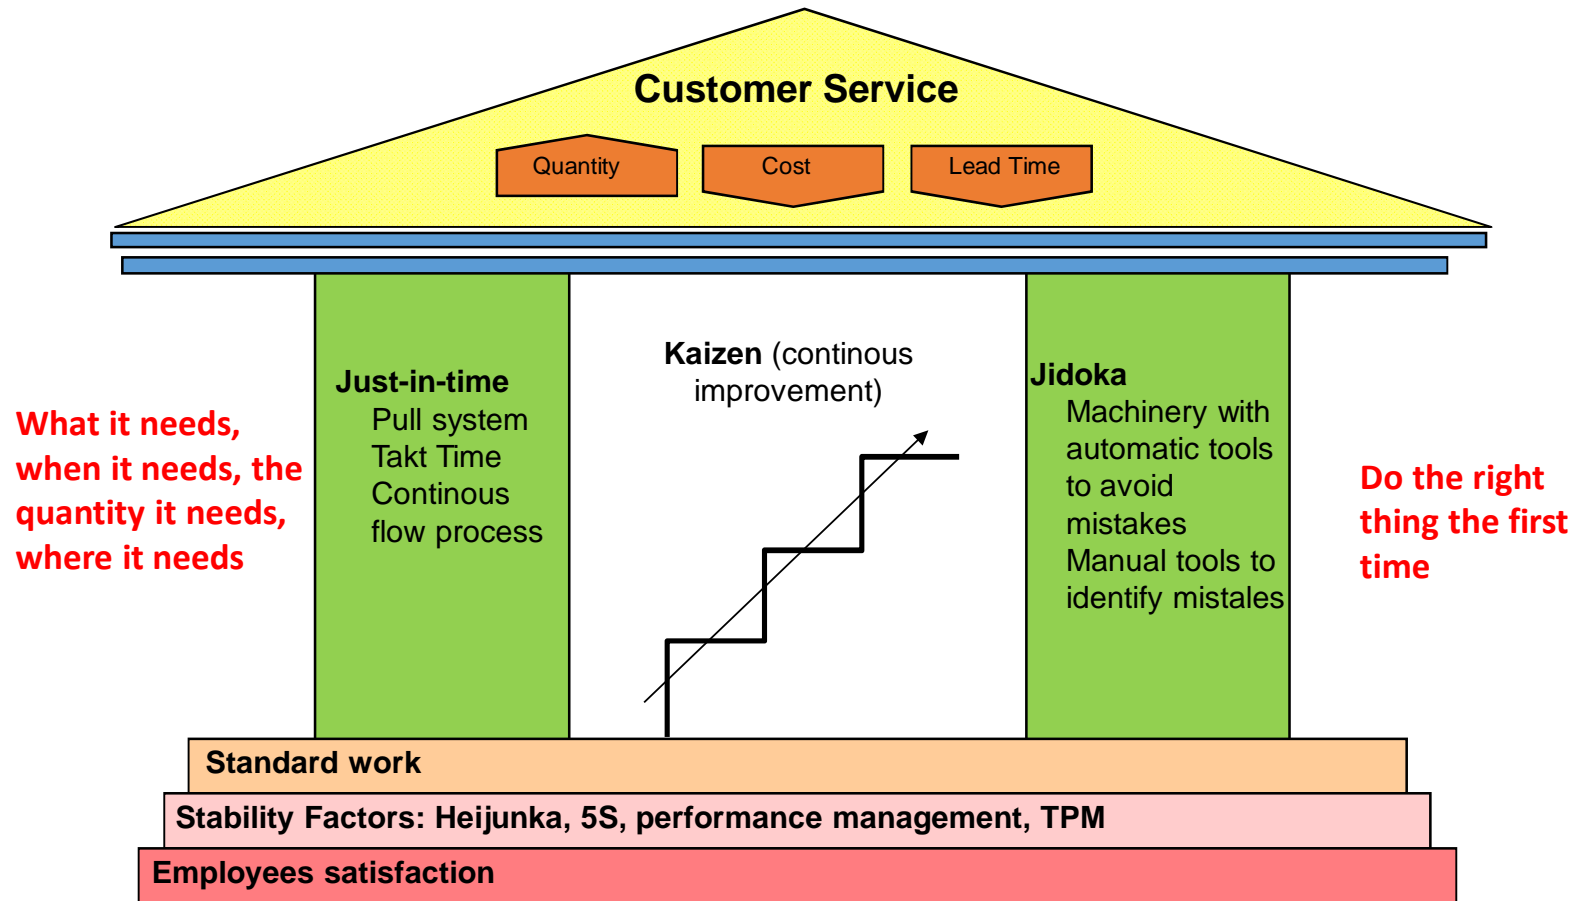 Customer Service
Quantity
Cost
Lead Time
What it needs,
when it needs, the
quantity it needs,
where it needs
Just-in-time
Pull system
Takt Time
Continous
flow process
Kaizen (continous
improvement)
Jidoka
Machinery with
automatic tools
to avoid
mistakes
Manual tools to
identify mistales
Do the right
thing the first
time
Standard work
Stability Factors: Heijunka, 5S, performance management, TPM
Employees satisfaction